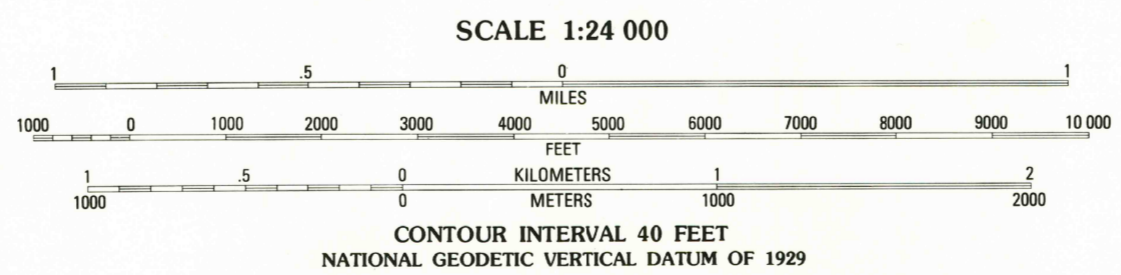 SCALE 1:24 000
1 .5 0 1
MILES
1000 0 1000 2000 3000 4000 5000 6000 7000 8000 9000 10 000
FEET
1 .5 0 KILOMETERS 1 2
1000 0 METERS 1000 2000
CONTOUR INTERVAL 40 FEET
NATIONAL GEODETIC VERTICAL DATUM OF 1929